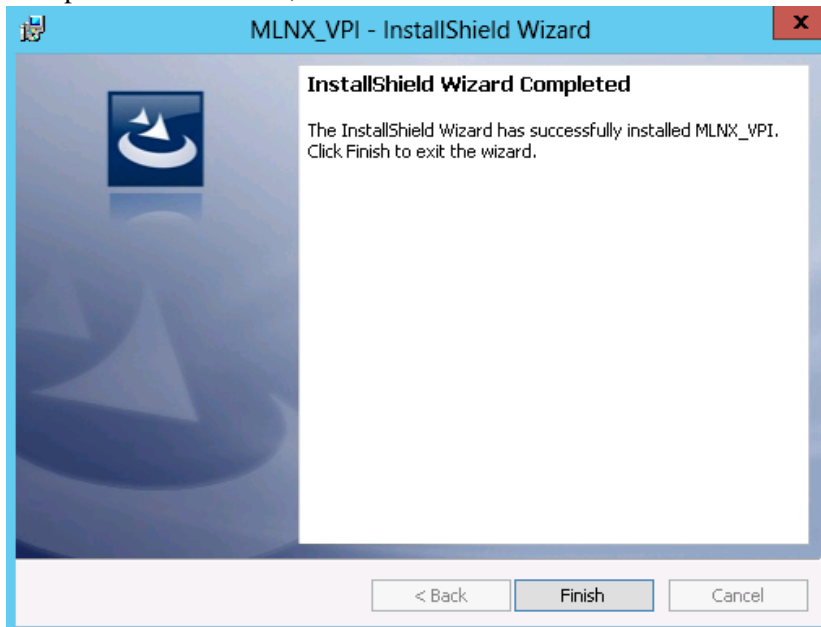 MLNX_VPI - InstallShield Wizard
x
InstallShield Wizard Completed
The InstallShield Wizard has successfully installed MLNX_VPI.
Click Finish to exit the wizard.
< Back
Finish
Cancel